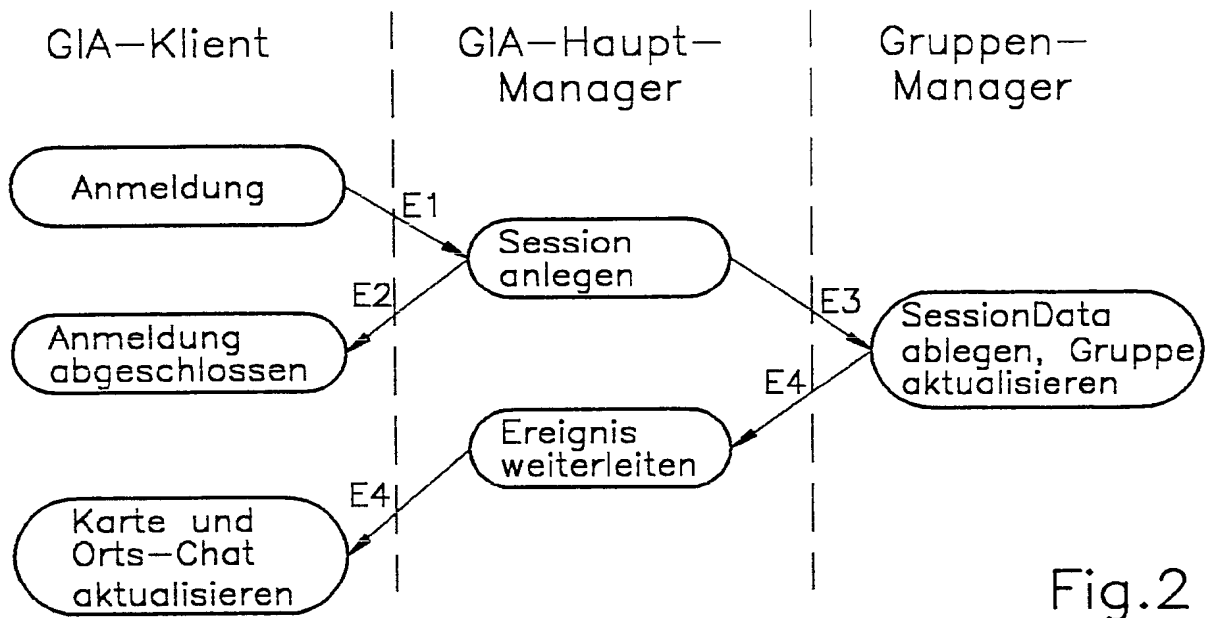 GIA-Klient
GIA-Haupt-
Manager
Gruppen-
Manager
Anmeldung
E1
Session
anlegen
E2
E3
Anmeldung
abgeschlossen
SessionData
ablegen, Gruppe
aktualisieren
E4
Ereignis
weiterleiten
E4
Karte und
Orts-Chat
aktualisieren
Fig.2